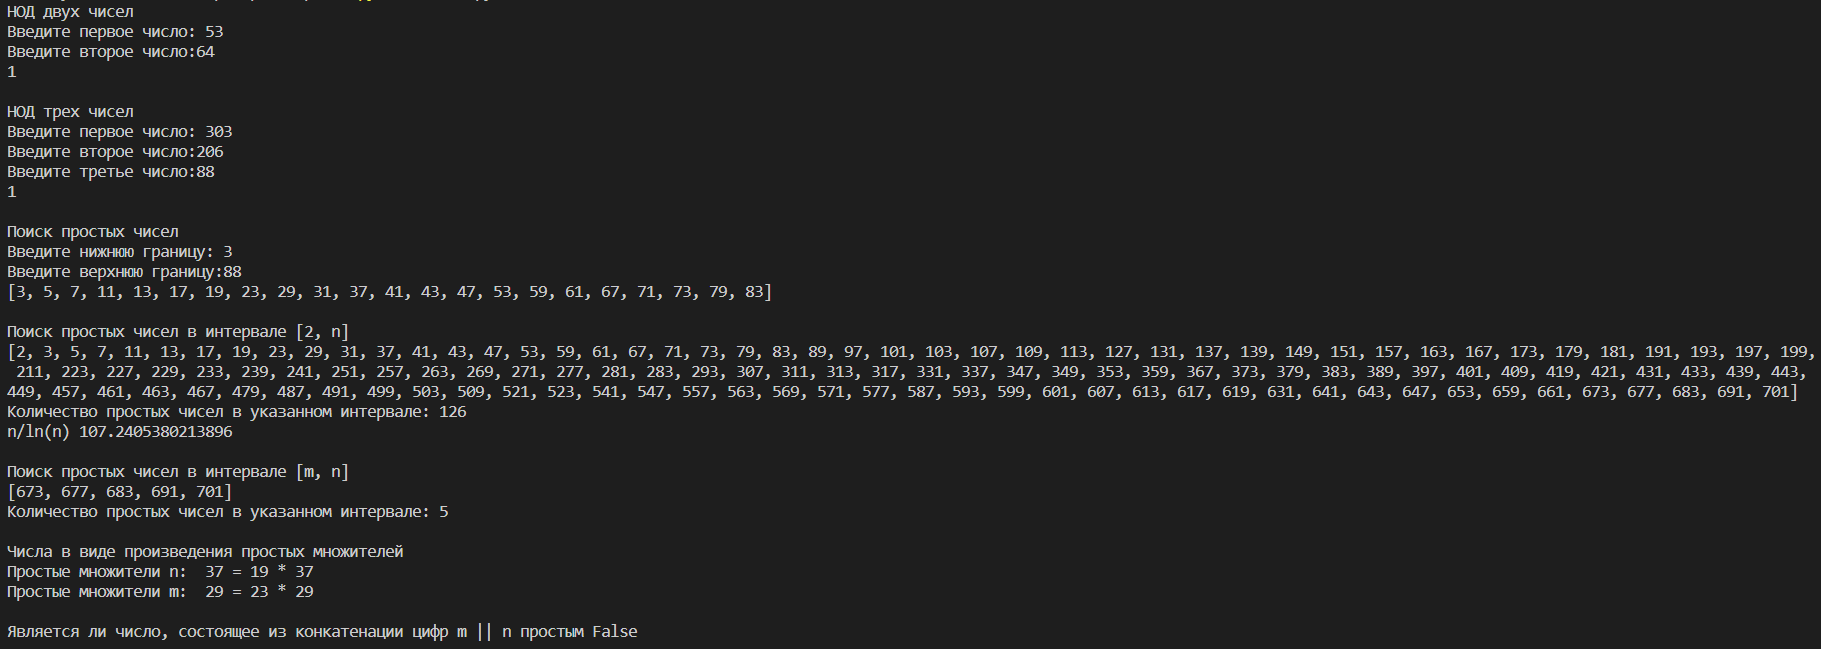 НОД двух чисел
Введите первое число: 53
Введите второе число:64
1
НОД трех чисел
Введите первое число: 303
Введите второе число:206
Введите третье число:88
1
Поиск простых чисел
Введите нижнюю границу: 3
Введите верхнюю границу:88
[3, 5, 7, 11, 13, 17, 19, 23, 29, 31, 37, 41, 43, 47, 53, 59, 61, 67, 71, 73, 79, 83]
Поиск простых чисел в интервале [2, n]
[2, 3, 5, 7, 11, 13, 17, 19, 23, 29, 31, 37, 41, 43, 47, 53, 59, 61, 67, 71, 73, 79, 83, 89, 97, 101, 103, 107, 109, 113, 127, 131, 137, 139, 149, 151, 157, 163, 167, 173, 179, 181, 191, 193, 197, 199,
211, 223, 227, 229, 233, 239, 241, 251, 257, 263, 269, 271, 277, 281, 283, 293, 307, 311, 313, 317, 331, 337, 347, 349, 353, 359, 367, 373, 379, 383, 389, 397, 401, 409, 419, 421, 431, 433, 439, 443,
449, 457, 461, 463, 467, 479, 487, 491, 499, 503, 509, 521, 523, 541, 547, 557, 563, 569, 571, 577, 587, 593, 599, 601, 607, 613, 617, 619, 631, 641, 643, 647, 653, 659, 661, 673, 677, 683, 691, 701]
Количество простых чисел в указанном интервале: 126
n/ln(n) 107.2405380213896
Поиск простых чисел в интервале [m, n]
[673, 677, 683, 691, 701]
Количество простых чисел в указанном интервале: 5
Числа в виде произведения простых множителей
Простые множители n:  37 = 19 * 37
Простые множители m:  29 = 23 * 29
Является ли число, состоящее из конкатенации цифр m || n простым False